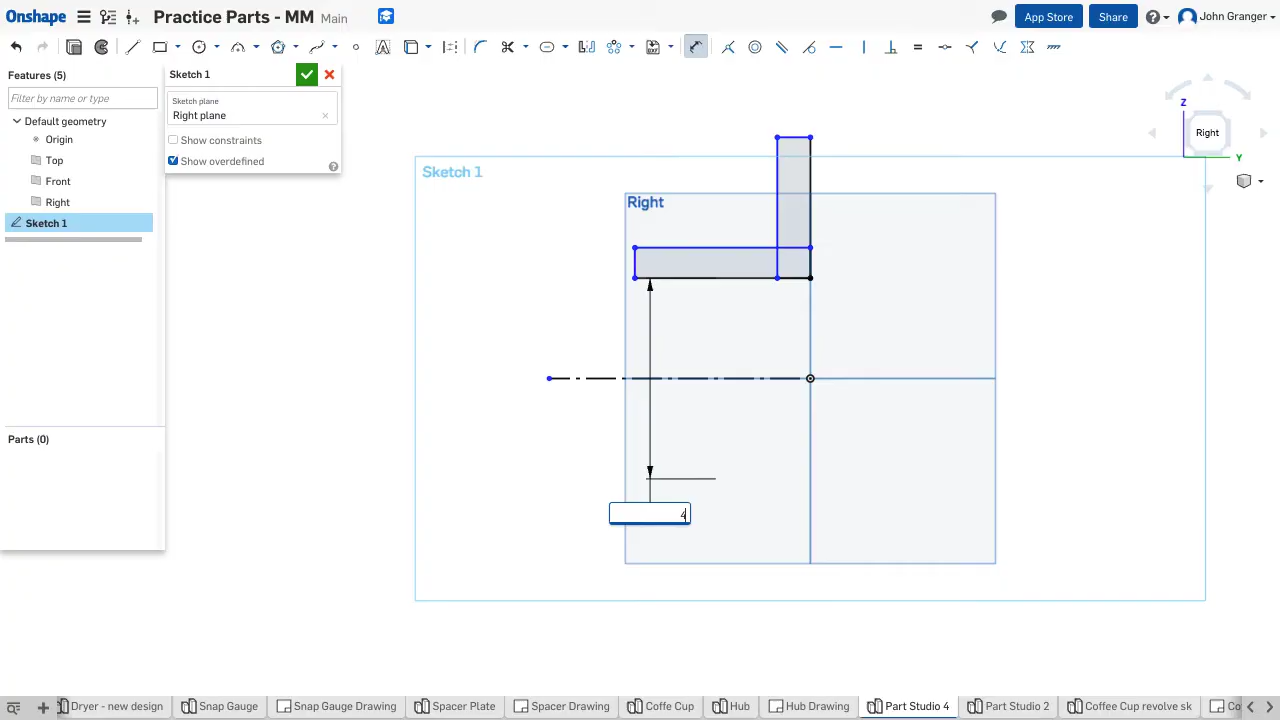 Onshape
Practice Parts - MM Main
App Store
Share
John Granger
Features (5)
Filter by name or type
Default geometry
Origin
Top
Front
Right
Sketch 1
Parts (0)
Sketch 1
Sketch plane
Right plane
Show constraints
Show overdefined
Sketch 1
Right
4
Z
Right
Y
Dryer - new design
Snap Gauge
Snap Gauge Drawing
Spacer Plate
Spacer Drawing
Coffe Cup
Hub
Hub Drawing
Part Studio 4
Part Studio 2
Coffee Cup revolve sk
Co